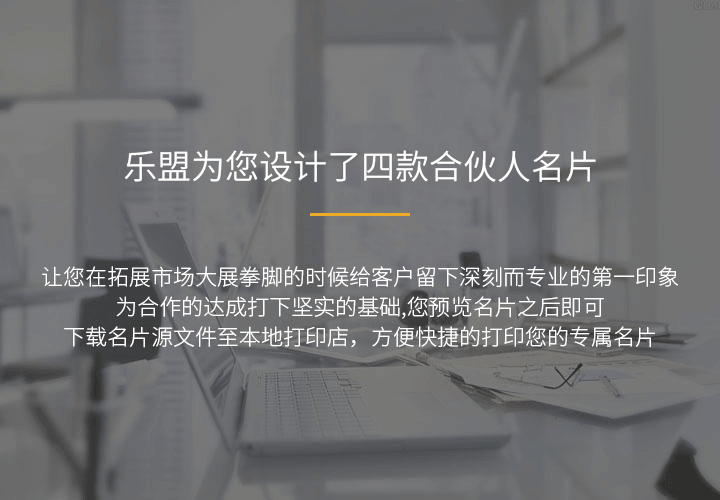 乐盟为您设计了四款合伙人名片
让您在拓展市场大展拳脚的时候给客户留下深刻而专业的第一印象
为合作的达成打下坚实的基础,您预览名片之后即可
下载名片源文件至本地打印店，方便快捷的打印您的专属名片